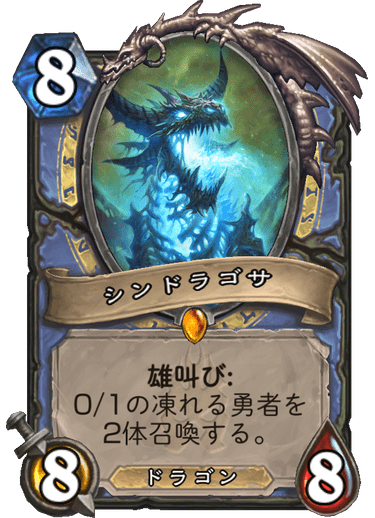 8
シンドラゴサ
雄叫び:
0/1の凍れる勇者を
2体召喚する。
8
ドラゴン
8